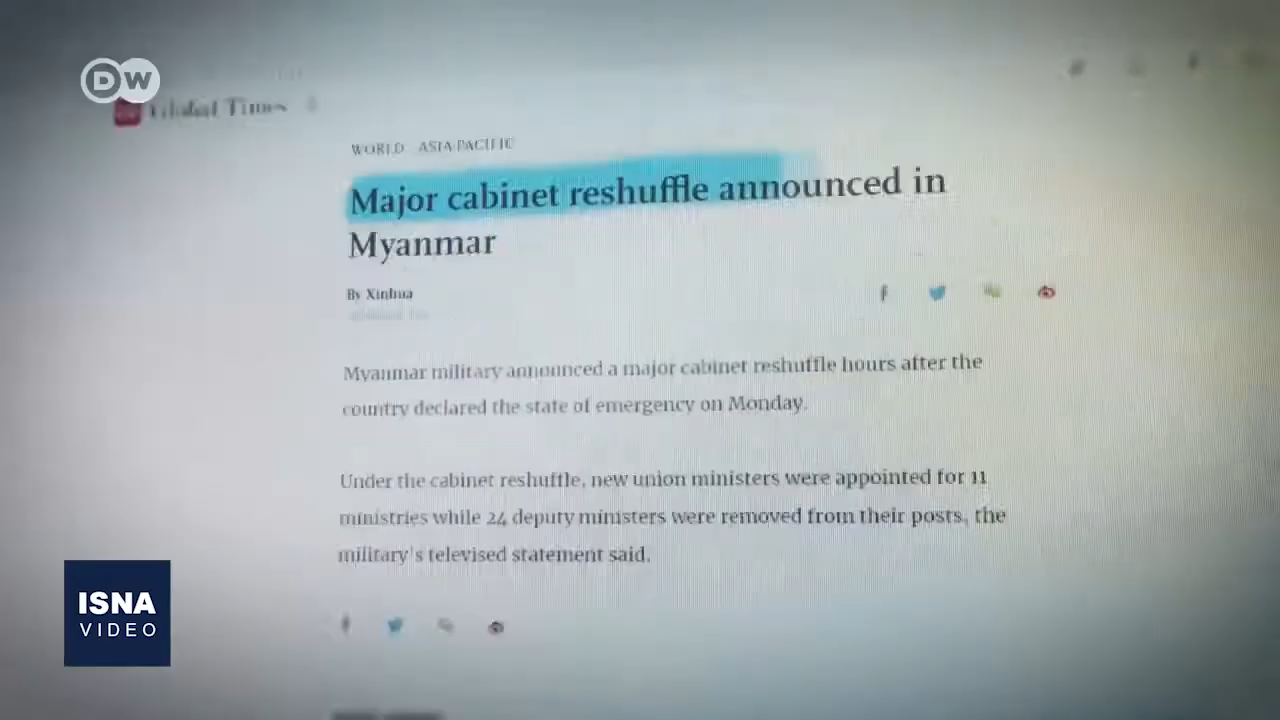 DW
Global Times
WORLD ASIA-PACIFIC
Major cabinet reshuffle announced in
Myanmar
By Xinhua
Myanmar military announced a major cabinet reshuffle hours after the
country declared the state of emergency on Monday.
Under the cabinet reshuffle, new union ministers were appointed for 11
ministries while 24 deputy ministers were removed from their posts, the
military's televised statement said.
ISNA
VIDEO